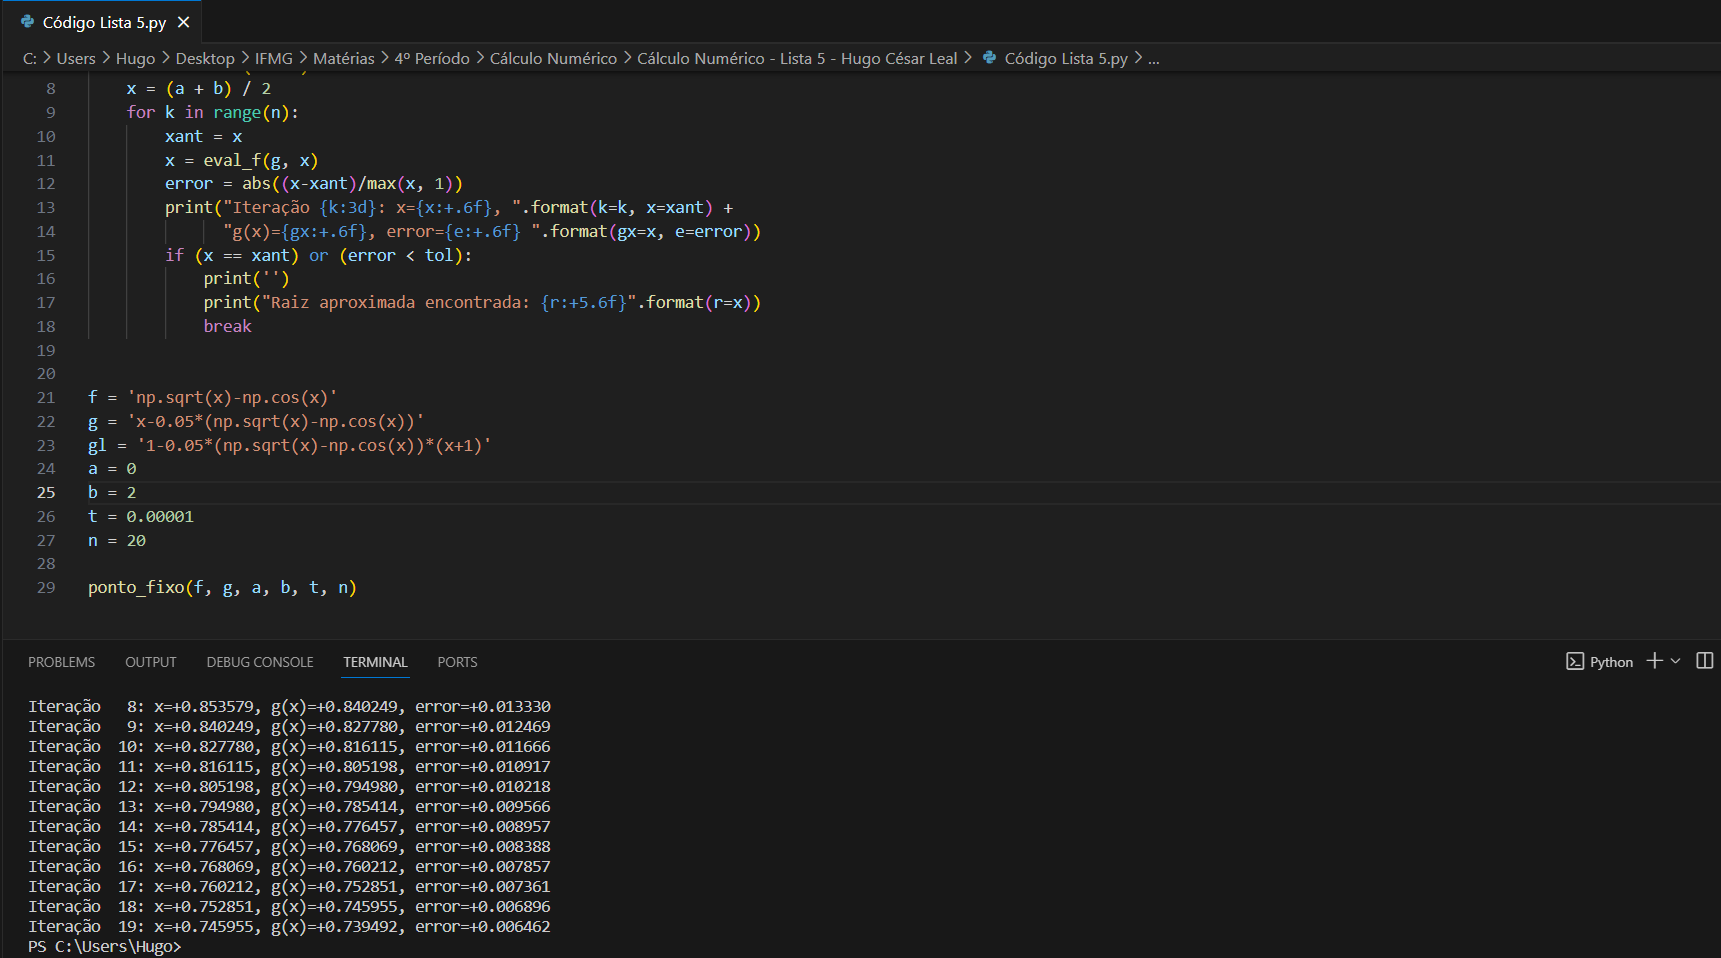 Código Lista 5.py
C: > Users > Hugo > Desktop > IFMG > Matérias > 4º Período > Cálculo Numérico > Cálculo Numérico - Lista 5 - Hugo César Leal > Código Lista 5.py > ...
8 x = (a + b) / 2
9 for k in range(n):
10 xant = x
11 x = eval_f(g, x)
12 error = abs((x-xant)/max(x, 1))
13 print("Iteração {k:3d}: x={x:+.6f}, ".format(k=k, x=xant) +
14 "g(x)={gx:+.6f}, error={e:+.6f} ".format(gx=x, e=error))
15 if (x == xant) or (error < tol):
16 print('')
17 print("Raiz aproximada encontrada: {r:+5.6f}".format(r=x))
18 break
19
20
21 f = 'np.sqrt(x)-np.cos(x)'
22 g = 'x-0.05*(np.sqrt(x)-np.cos(x))'
23 gl = '1-0.05*(np.sqrt(x)-np.cos(x))*(x+1)'
24 a = 0
25 b = 2
26 t = 0.00001
27 n = 20
28
29 ponto_fixo(f, g, a, b, t, n)
PROBLEMS OUTPUT DEBUG CONSOLE TERMINAL PORTS Python
Iteração   8: x=+0.853579, g(x)=+0.840249, error=+0.013330
Iteração   9: x=+0.840249, g(x)=+0.827780, error=+0.012469
Iteração  10: x=+0.827780, g(x)=+0.816115, error=+0.011666
Iteração  11: x=+0.816115, g(x)=+0.805198, error=+0.010917
Iteração  12: x=+0.805198, g(x)=+0.794980, error=+0.010218
Iteração  13: x=+0.794980, g(x)=+0.785414, error=+0.009566
Iteração  14: x=+0.785414, g(x)=+0.776457, error=+0.008957
Iteração  15: x=+0.776457, g(x)=+0.768069, error=+0.008388
Iteração  16: x=+0.768069, g(x)=+0.760212, error=+0.007857
Iteração  17: x=+0.760212, g(x)=+0.752851, error=+0.007361
Iteração  18: x=+0.752851, g(x)=+0.745955, error=+0.006896
Iteração  19: x=+0.745955, g(x)=+0.739492, error=+0.006462
PS C:\Users\Hugo>